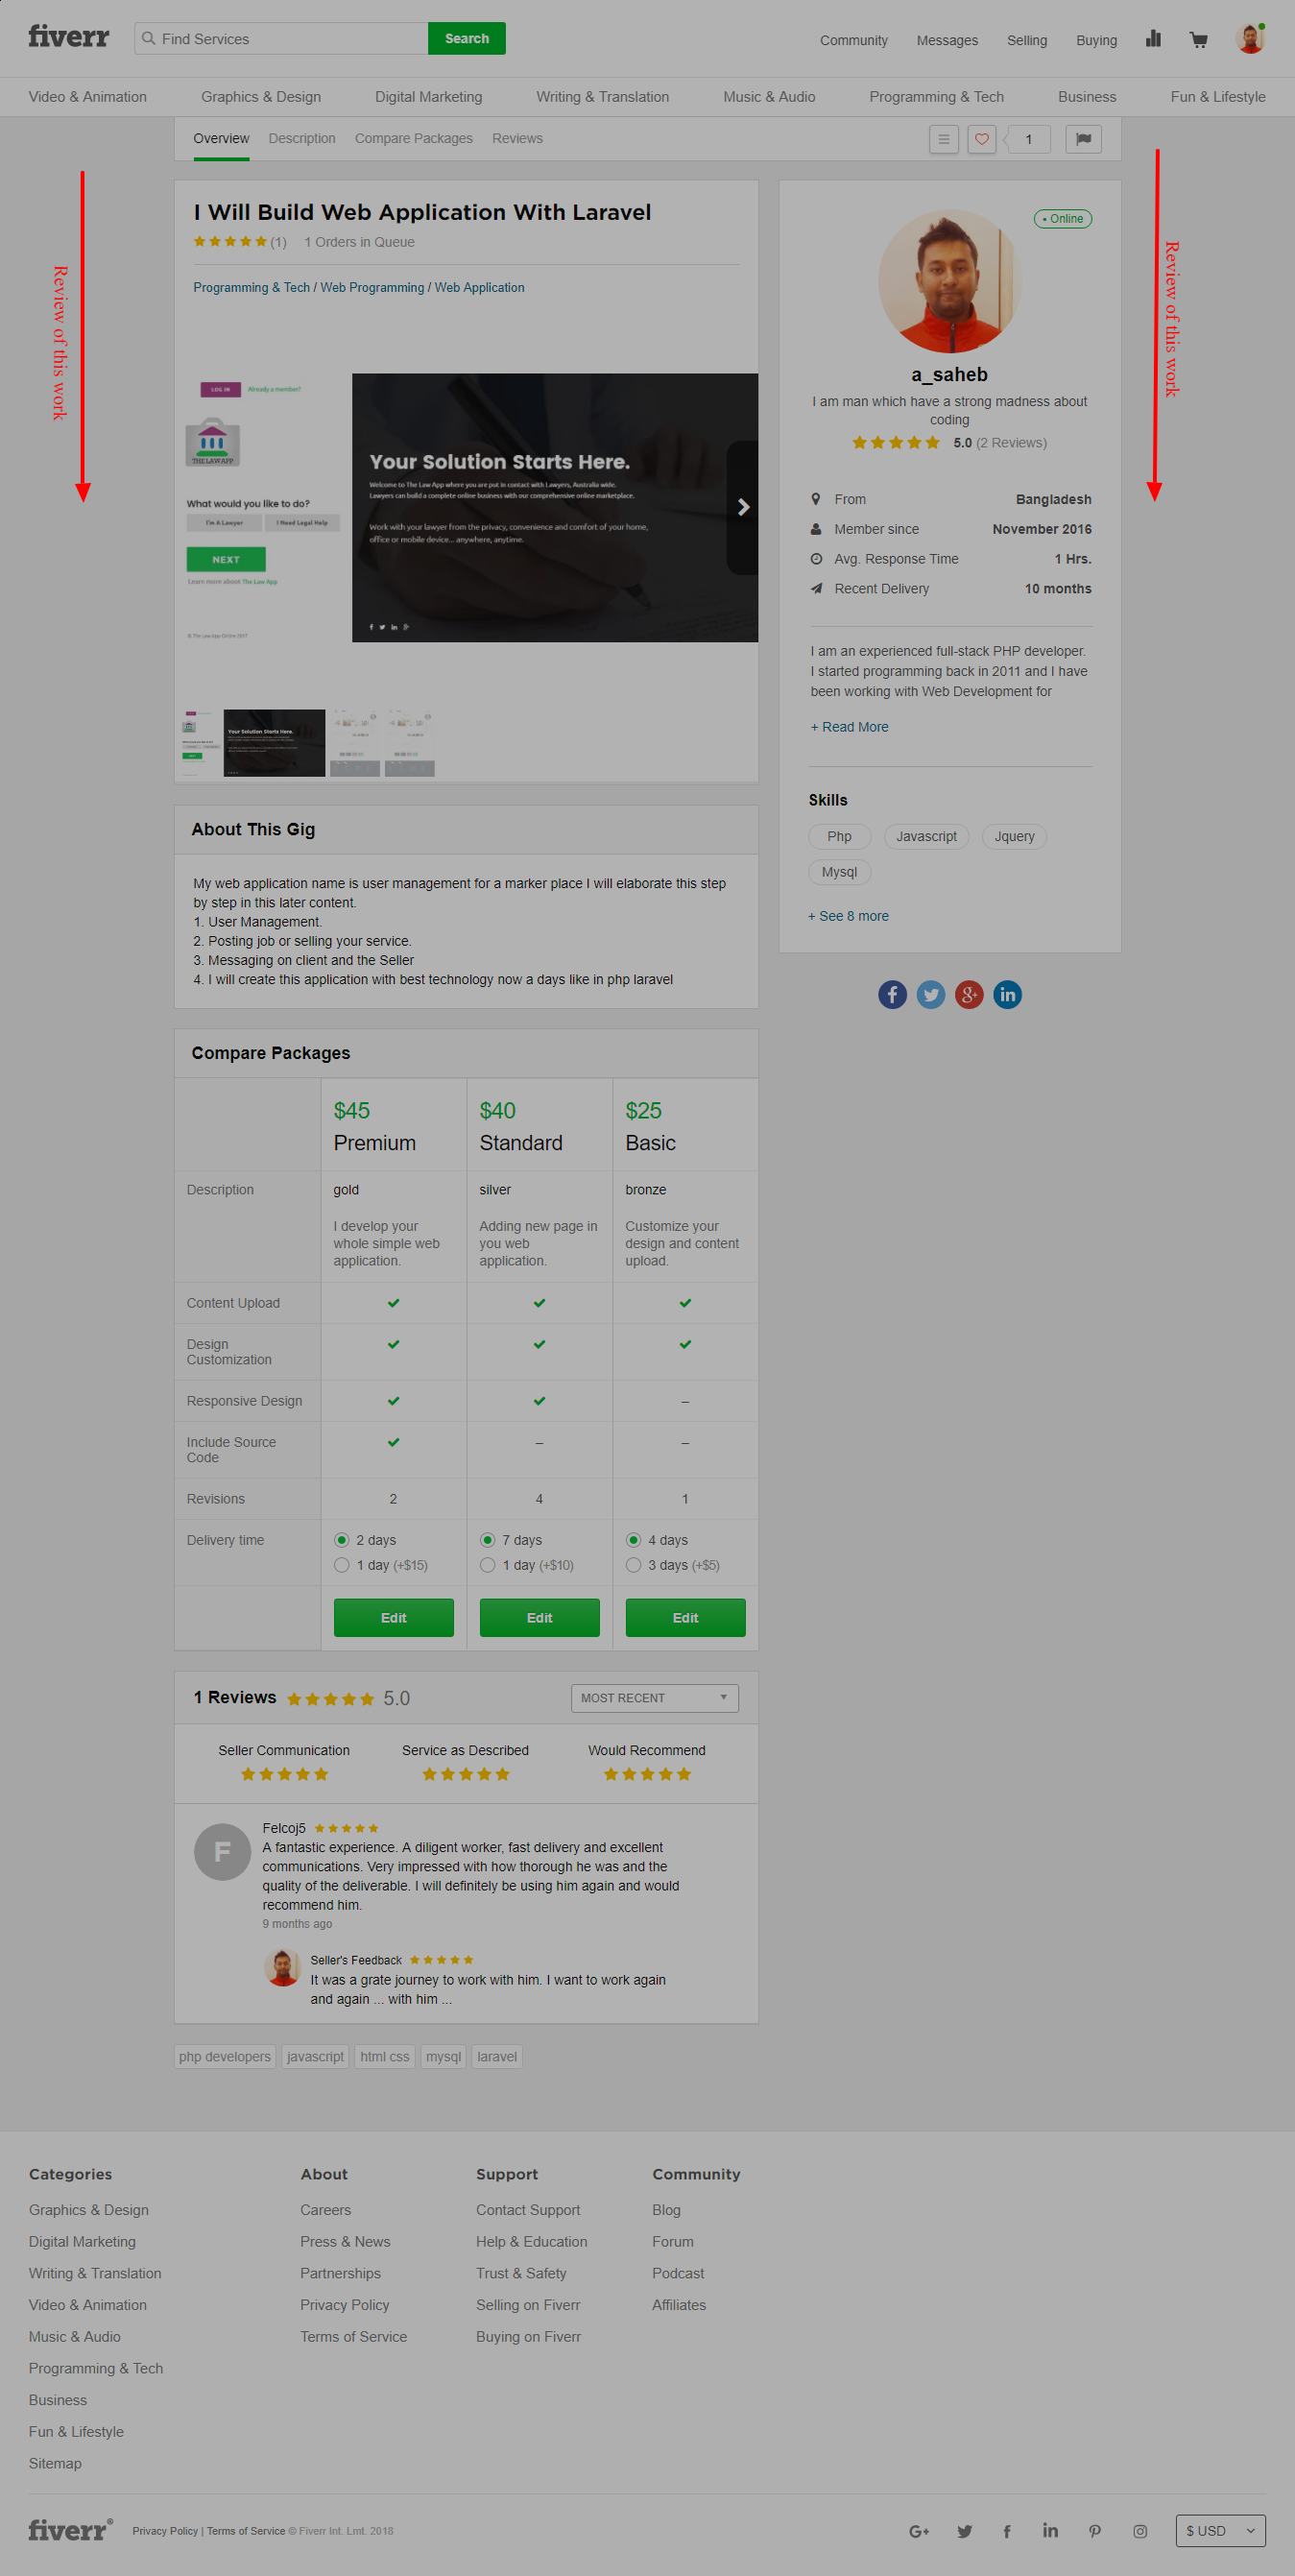 fiverr
Find Services
Search
Community Messages Selling Buying
Video & Animation Graphics & Design Digital Marketing Writing & Translation Music & Audio Programming & Tech Business Fun & Lifestyle
Overview Description Compare Packages Reviews
1
Review of this work
Review of this work
I Will Build Web Application With Laravel
(1) 1 Orders in Queue
Programming & Tech / Web Programming / Web Application
LOG IN Already a member?
THE LAW APP
What would you like to do?
I'm A Lawyer I Need Legal Help
NEXT
Learn more about The Law App
© The Law App Online 2017
Your Solution Starts Here.
Welcome to The Law App where you are put in contact with Lawyers, Australia wide.
Lawyers can build a complete online business with our comprehensive online marketplace.
Work with your lawyer from the privacy, convenience and comfort of your home,
office or mobile device... anywhere, anytime.
Your Solution Starts Here.
Online
a_saheb
I am man which have a strong madness about
coding
5.0 (2 Reviews)
From Bangladesh
Member since November 2016
Avg. Response Time 1 Hrs.
Recent Delivery 10 months
I am an experienced full-stack PHP developer.
I started programming back in 2011 and I have
been working with Web Development for
+ Read More
Skills
Php Javascript Jquery
Mysql
+ See 8 more
About This Gig
My web application name is user management for a marker place I will elaborate this step
by step in this later content.
1. User Management.
2. Posting job or selling your service.
3. Messaging on client and the Seller
4. I will create this application with best technology now a days like in php laravel
Compare Packages
$45 $40 $25
Premium Standard Basic
Description gold silver bronze
I develop your Adding new page in Customize your
whole simple web you web design and content
application. application. upload.
Content Upload
Design
Customization
Responsive Design –
Include Source
Code – –
Revisions 2 4 1
Delivery time 2 days 7 days 4 days
1 day (+$15) 1 day (+$10) 3 days (+$5)
Edit Edit Edit
1 Reviews 5.0 MOST RECENT
Seller Communication Service as Described Would Recommend
F
Felcoj5
A fantastic experience. A diligent worker, fast delivery and excellent
communications. Very impressed with how thorough he was and the
quality of the deliverable. I will definitely be using him again and would
recommend him.
9 months ago
Seller's Feedback
It was a grate journey to work with him. I want to work again
and again ... with him ...
php developers javascript html css mysql laravel
Categories About Support Community
Graphics & Design Careers Contact Support Blog
Digital Marketing Press & News Help & Education Forum
Writing & Translation Partnerships Trust & Safety Podcast
Video & Animation Privacy Policy Selling on Fiverr Affiliates
Music & Audio Terms of Service Buying on Fiverr
Programming & Tech
Business
Fun & Lifestyle
Sitemap
fiverr® Privacy Policy | Terms of Service © Fiverr Int. Lmt. 2018 $ USD